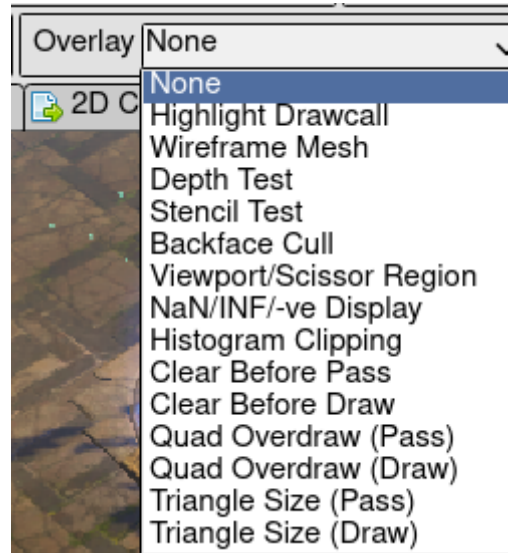 Overlay None
None
2D C
Highlight Drawcall
Wireframe Mesh
Depth Test
Stencil Test
Backface Cull
Viewport/Scissor Region
NaN/INF/-ve Display
Histogram Clipping
Clear Before Pass
Clear Before Draw
Quad Overdraw (Pass)
Quad Overdraw (Draw)
Triangle Size (Pass)
Triangle Size (Draw)